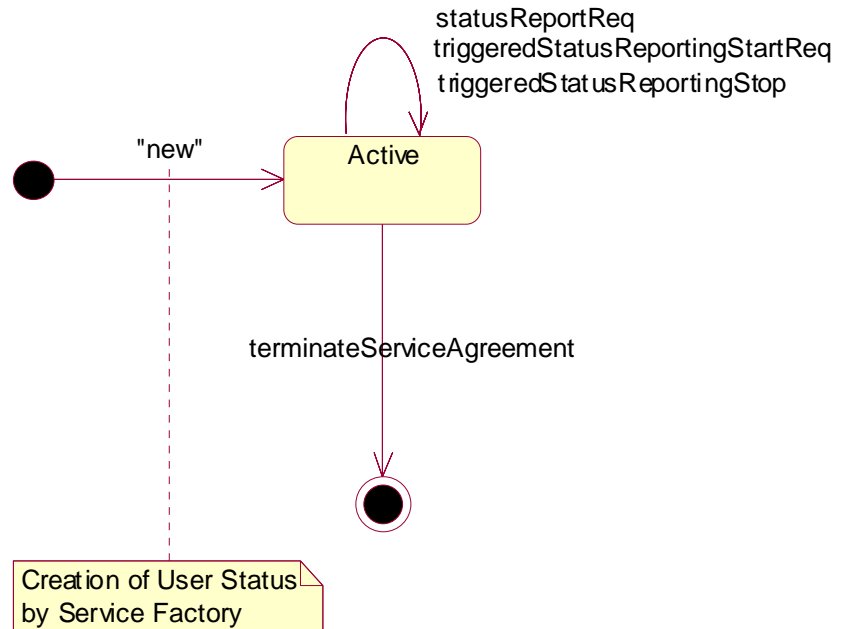 statusReportReq
triggeredStatusReportingStartReq
triggeredStatusReportingStop
"new"
Active
terminateServiceAgreement
Creation of User Status
by Service Factory